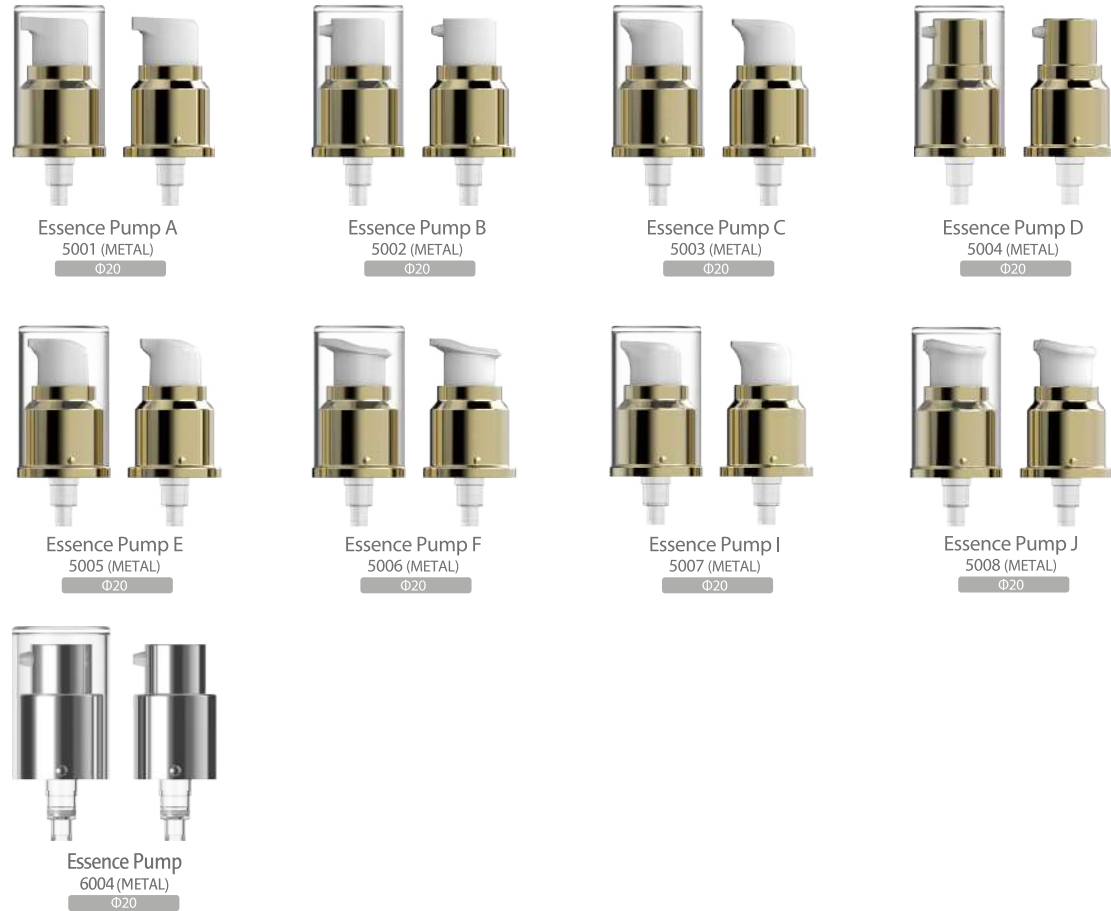 Essence Pump A
5001 (METAL)
Φ20
Essence Pump B
5002 (METAL)
Φ20
Essence Pump C
5003 (METAL)
Φ20
Essence Pump D
5004 (METAL)
Φ20
Essence Pump E
5005 (METAL)
Φ20
Essence Pump F
5006 (METAL)
Φ20
Essence Pump I
5007 (METAL)
Φ20
Essence Pump J
5008 (METAL)
Φ20
Essence Pump
6004 (METAL)
Φ20